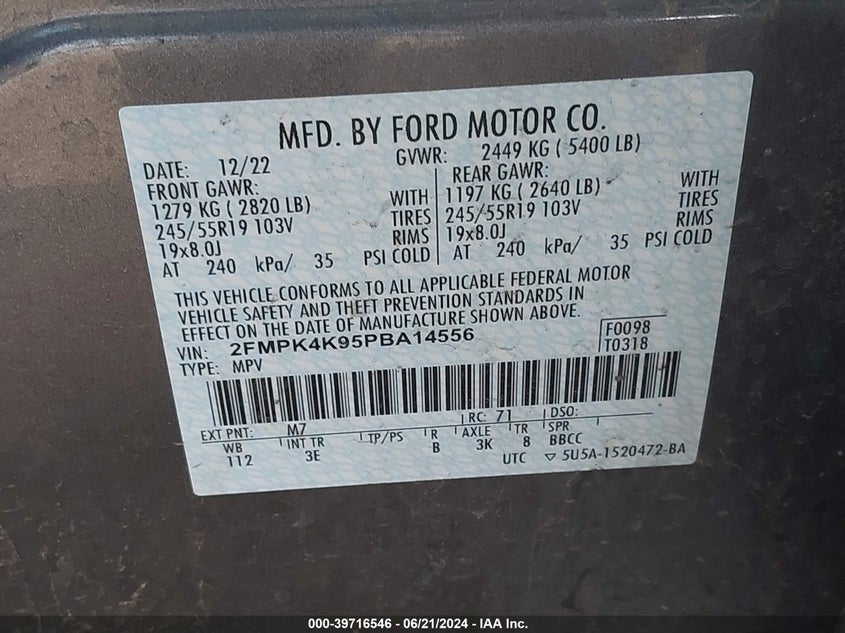 MFD. BY FORD MOTOR CO.
DATE: 12/22 GVWR: 2449 KG ( 5400 LB)
FRONT GAWR: REAR GAWR:
1279 KG ( 2820 LB) WITH 1197 KG ( 2640 LB) WITH
245/55R19 103V TIRES 245/55R19 103V TIRES
19x8.0J RIMS 19x8.0J RIMS
AT 240 kPa/ 35 PSI COLD AT 240 kPa/ 35 PSI COLD
THIS VEHICLE CONFORMS TO ALL APPLICABLE FEDERAL MOTOR
VEHICLE SAFETY AND THEFT PREVENTION STANDARDS IN
EFFECT ON THE DATE OF MANUFACTURE SHOWN ABOVE.
VIN: 2FMPK4K95PBA14556 F0098
TYPE: MPV T0318
EXT PNT: M7 RC: 71 DSO:
WB INT TR TP/PS R AXLE TR SPR
112 3E B 3K 8 BBCC
UTC ▽ 5U5A-1520472-BA
000-39716546 - 06/21/2024 - IAA Inc.